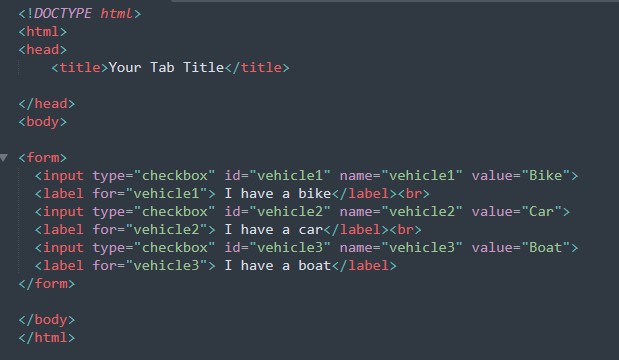 <!DOCTYPE html>
<html>
<head>
<title>Your Tab Title</title>
</head>
<body>
<form>
<input type="checkbox" id="vehicle1" name="vehicle1" value="Bike">
<label for="vehicle1"> I have a bike</label><br>
<input type="checkbox" id="vehicle2" name="vehicle2" value="Car">
<label for="vehicle2"> I have a car</label><br>
<input type="checkbox" id="vehicle3" name="vehicle3" value="Boat">
<label for="vehicle3"> I have a boat</label>
</form>
</body>
</html>